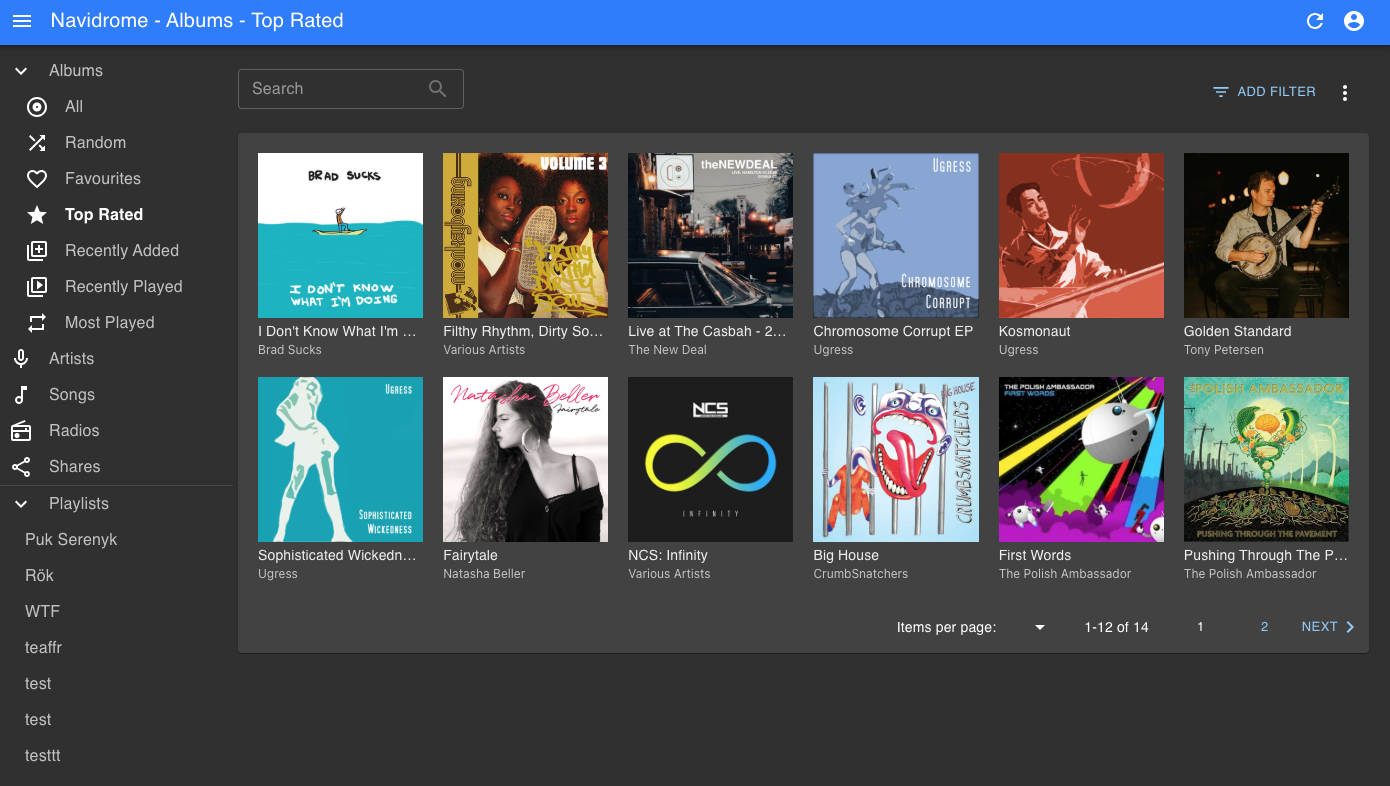 Navidrome - Albums - Top Rated
Albums
All
Random
Favourites
Top Rated
Recently Added
Recently Played
Most Played
Artists
Songs
Radios
Shares
Playlists
Puk Serenyk
Rök
WTF
teaffr
test
test
testtt
Search
ADD FILTER
BRAD SUCKS
I DON'T KNOW
WHAT I'M DOING
I Don't Know What I'm ...
Brad Sucks
VOLUME 3
monkeyboxing
Filthy Rhythm, Dirty So...
Various Artists
theNEWDEAL
Live at The Casbah - 2...
The New Deal
UGRESS
CHROMOSOME
CORRUPT
Chromosome Corrupt EP
Ugress
Kosmonaut
Ugress
Golden Standard
Tony Petersen
UGRESS
SOPHISTICATED
WICKEDNESS
Sophisticated Wickedn...
Ugress
Natasha Beller
Fairytale
Fairytale
Natasha Beller
NCS
INFINITY
NCS: Infinity
Various Artists
BIG HOUSE
CRUMBSNATCHERS
Big House
CrumbSnatchers
THE POLISH AMBASSADOR
FIRST WORDS
First Words
The Polish Ambassador
POLISH AMBASSADOR
PUSHING THROUGH THE PAVEMENT
Pushing Through The P...
The Polish Ambassador
Items per page:
1-12 of 14
1
2
NEXT